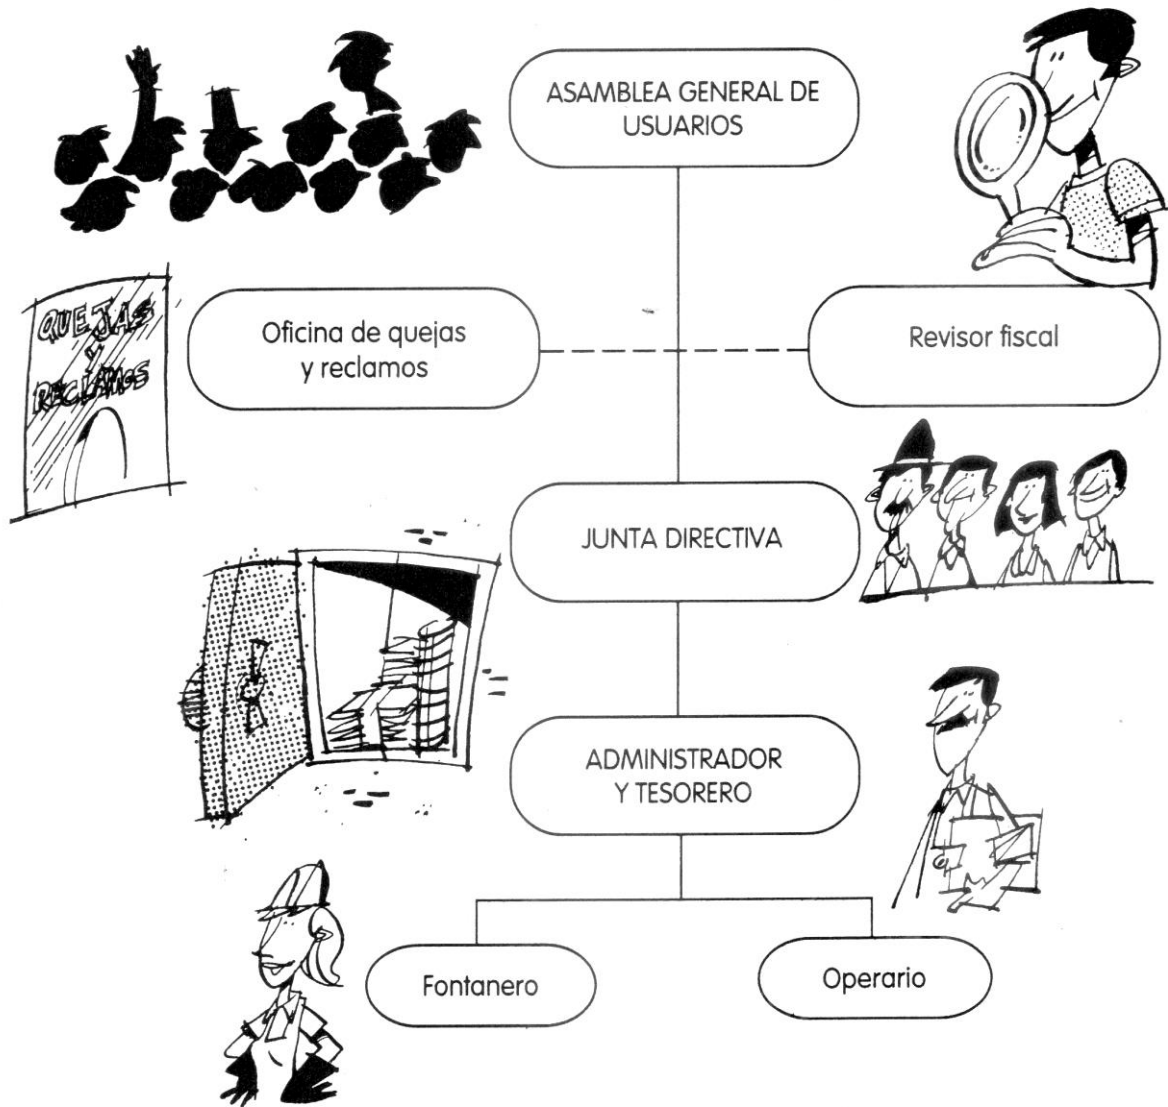 ASAMBLEA GENERAL DE
USUARIOS
QUEJAS
Y
RECLAMOS
Oficina de quejas
y reclamos
Revisor fiscal
JUNTA DIRECTIVA
ADMINISTRADOR
Y TESORERO
Fontanero
Operario